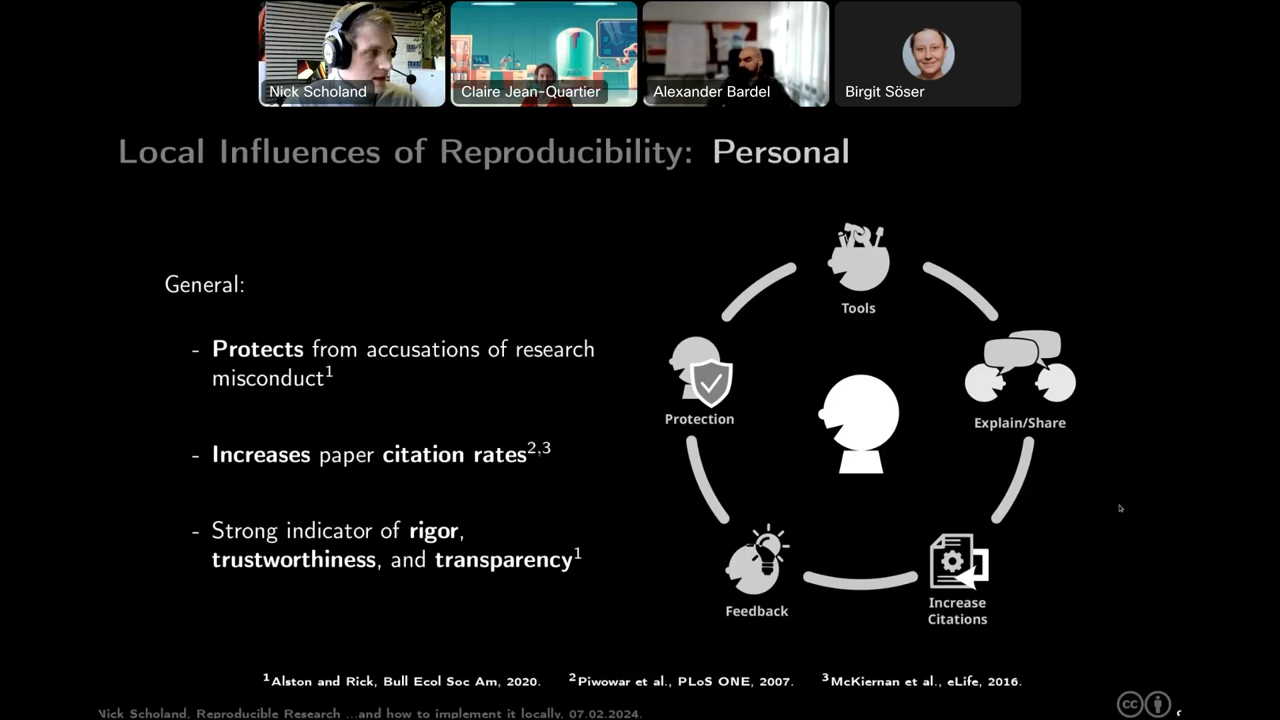 Nick Scholand
Claire Jean-Quartier
Alexander Bardel
Birgit Söser
Local Influences of Reproducibility: Personal
General:
- Protects from accusations of research
misconduct1
- Increases paper citation rates2,3
- Strong indicator of rigor,
trustworthiness, and transparency1
Tools
Explain/Share
Increase
Citations
Feedback
Protection
1Alston and Rick, Bull Ecol Soc Am, 2020. 2Piwowar et al., PLoS ONE, 2007. 3McKiernan et al., eLife, 2016.
Nick Scholand, Reproducible Research ...and how to implement it locally, 07.02.2024.
cc